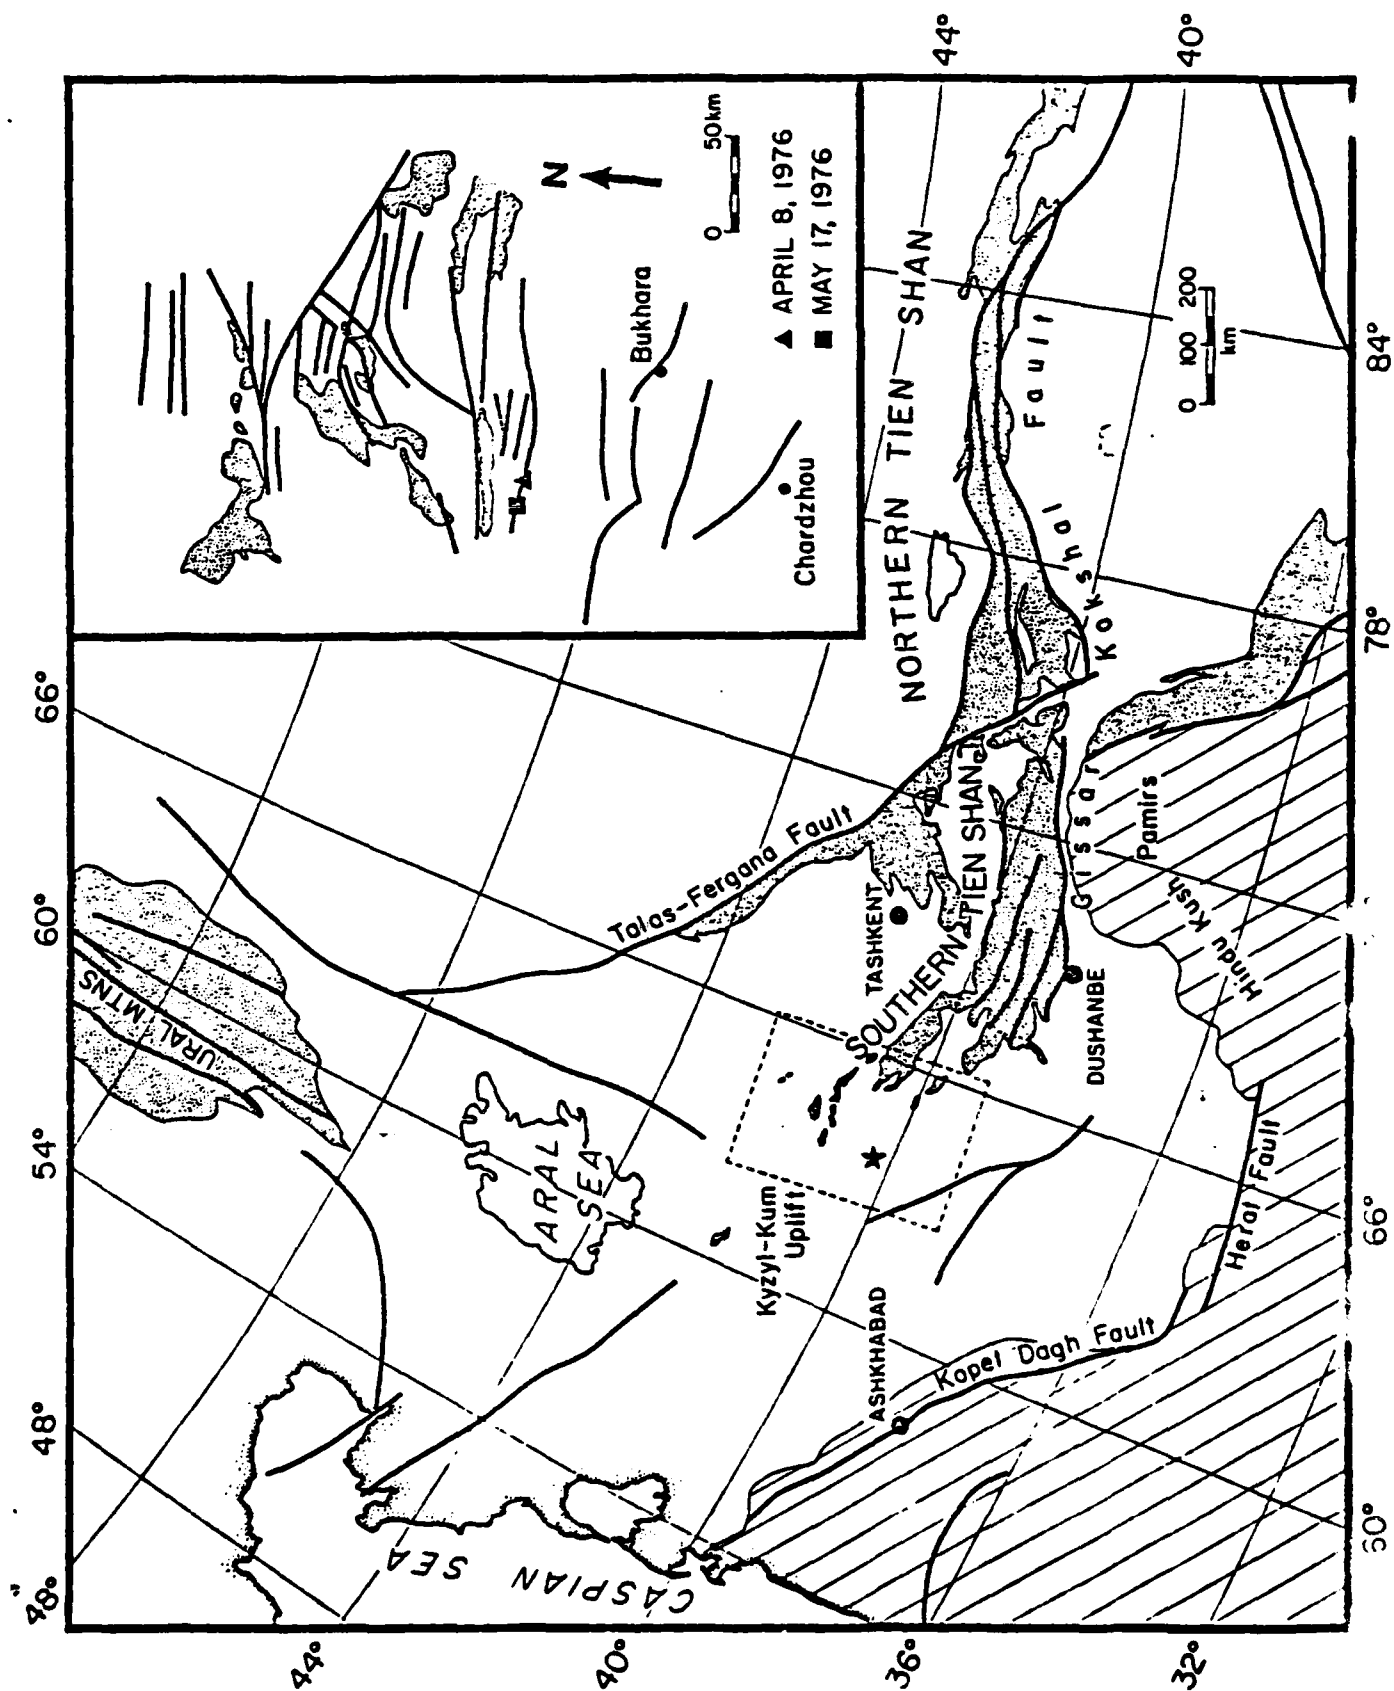 66°
60°
54°
48°
48°
44°
40°
36°
32°
60°
66°
78°
84°
40°
44°
URAL MTNS
ARAL
SEA
CASPIAN
SEA
Talas-Fergana Fault
TASHKENT
SOUTHERN
TIEN SHAN
NORTHERN TIEN SHAN
Kokshal
Fault
Gissar
Pamirs
Hindu Kush
DUSHANBE
Kyzyl-Kum
Uplift
ASHKHABAD
Kopet Dagh Fault
Herat Fault
0 100 200
km
N
0 50km
Bukhara
Chardzhou
▲ APRIL 8, 1976
■ MAY 17, 1976